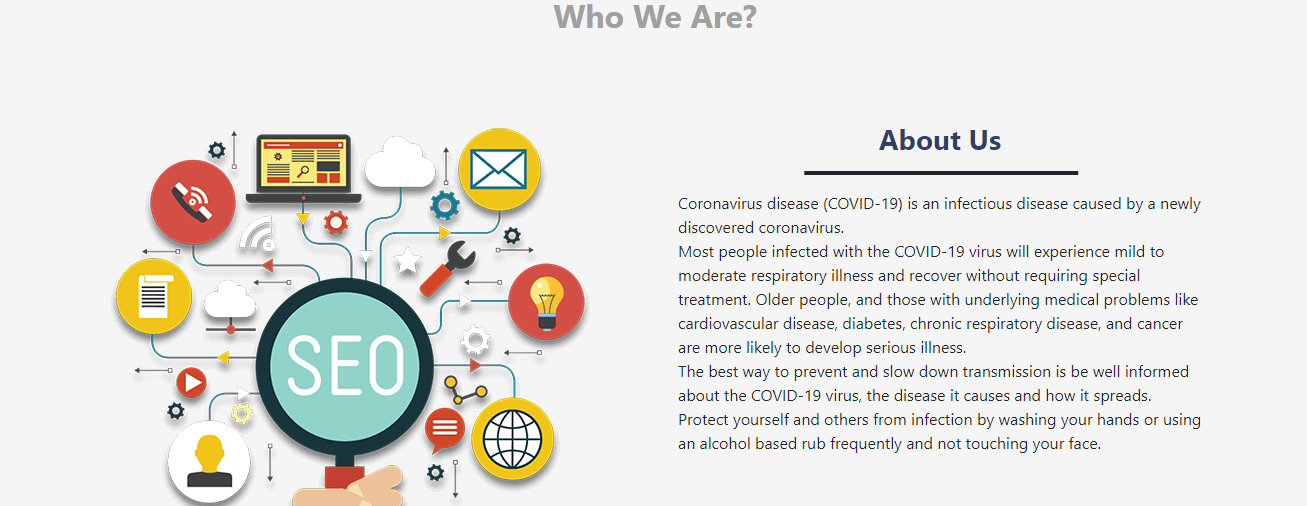 Who We Are?
SEO
About Us
Coronavirus disease (COVID-19) is an infectious disease caused by a newly
discovered coronavirus.
Most people infected with the COVID-19 virus will experience mild to
moderate respiratory illness and recover without requiring special
treatment. Older people, and those with underlying medical problems like
cardiovascular disease, diabetes, chronic respiratory disease, and cancer
are more likely to develop serious illness.
The best way to prevent and slow down transmission is be well informed
about the COVID-19 virus, the disease it causes and how it spreads.
Protect yourself and others from infection by washing your hands or using
an alcohol based rub frequently and not touching your face.